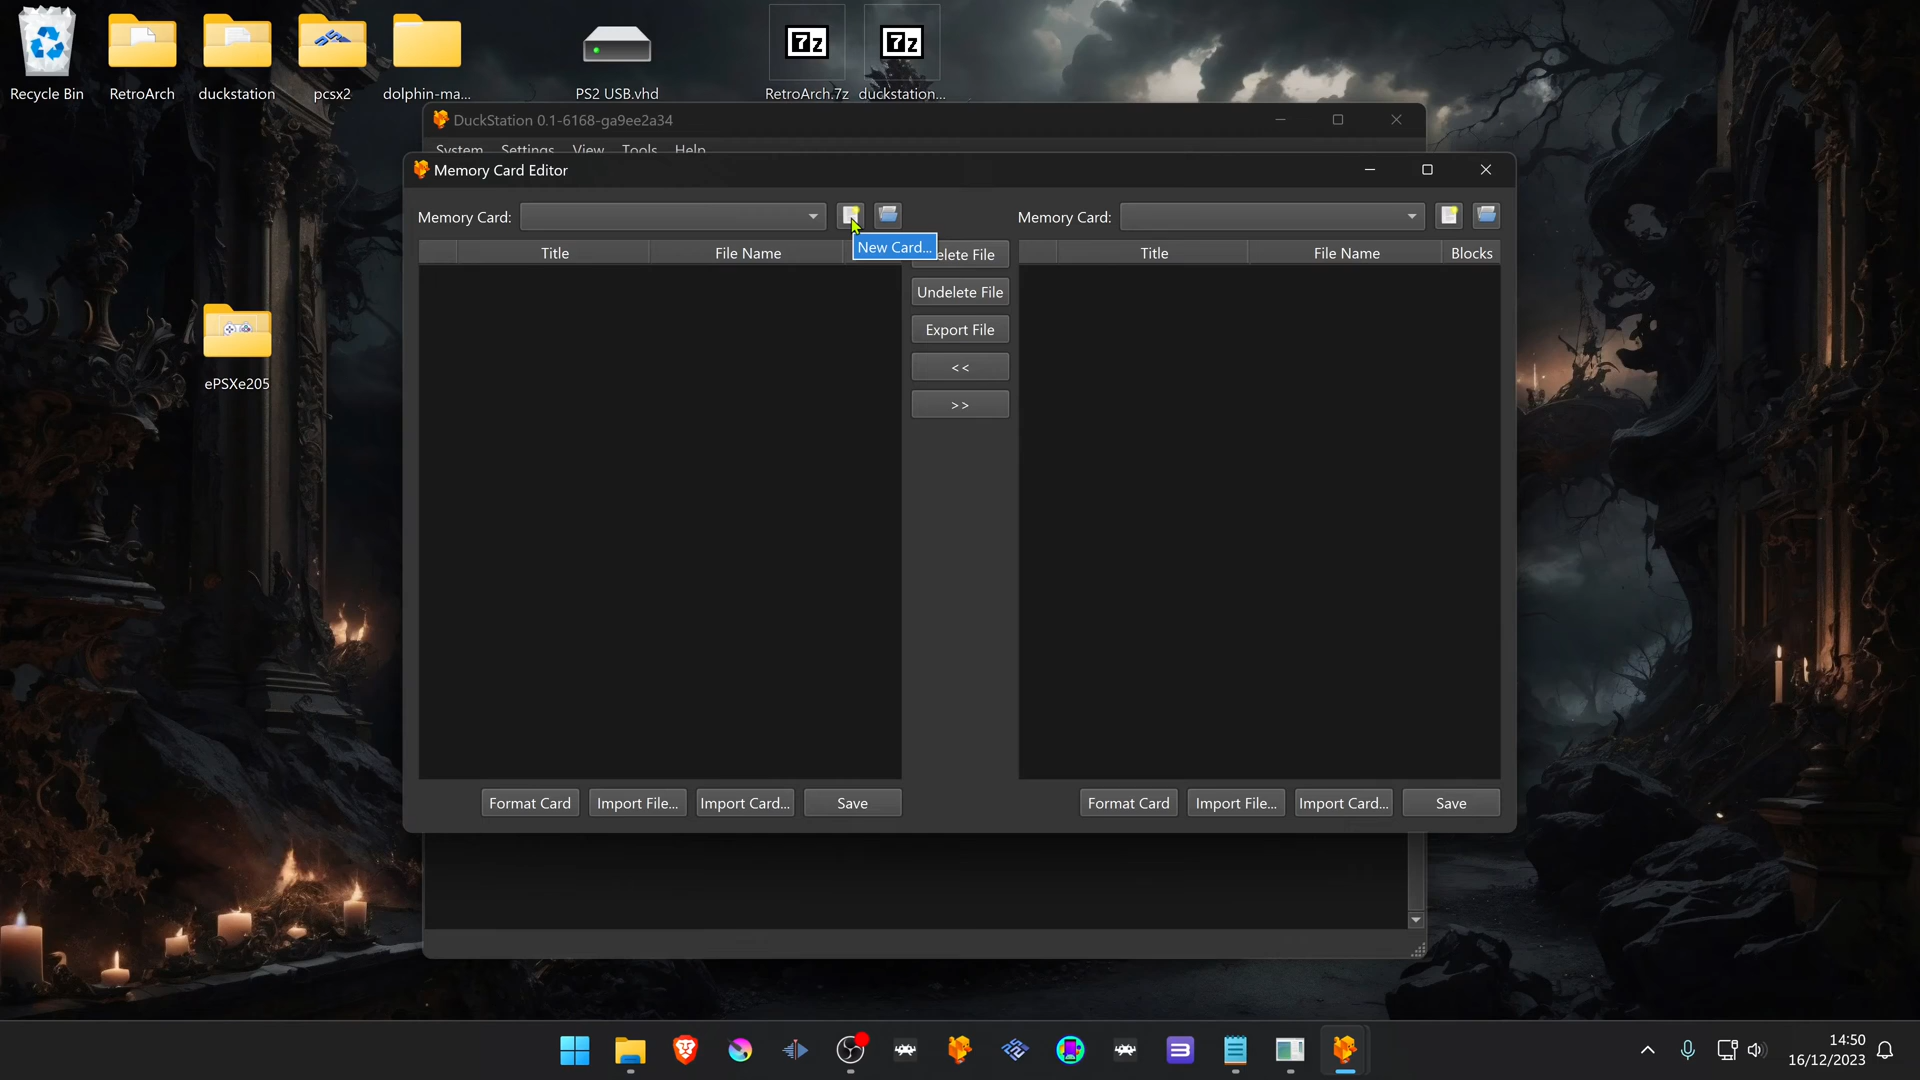 Recycle Bin
RetroArch
duckstation
pcsx2
dolphin-ma...
PS2 USB.vhd
7z
RetroArch.7z
7z
duckstation...
ePSXe205
DuckStation 0.1-6168-ga9ee2a34
System Settings View Tools Help
Memory Card Editor
Memory Card:
Memory Card:
New Card...
Title File Name
Title File Name Blocks
elete File
Undelete File
Export File
<<
>>
Format Card Import File... Import Card... Save
Format Card Import File... Import Card... Save
14:50
16/12/2023